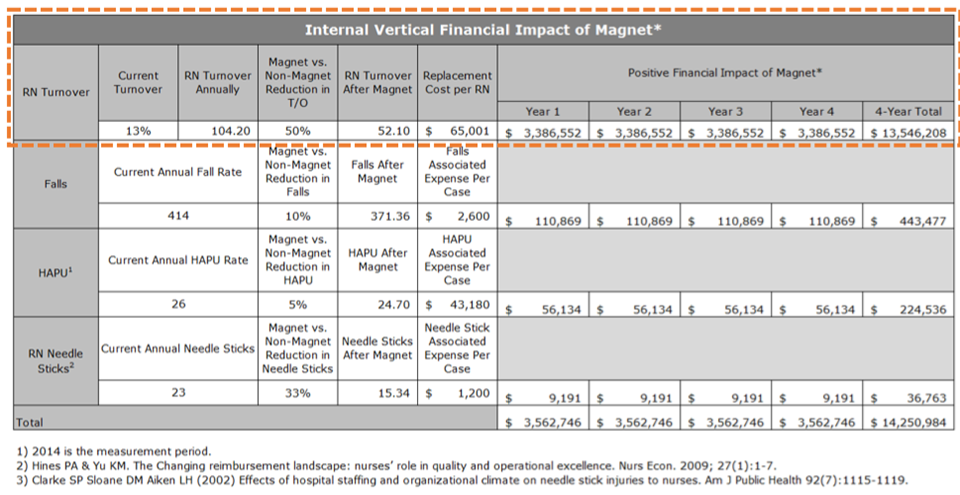 Internal Vertical Financial Impact of Magnet*
RN Turnover | Current Turnover | RN Turnover Annually | Magnet vs. Non-Magnet Reduction in T/O | RN Turnover After Magnet | Replacement Cost per RN | Positive Financial Impact of Magnet*
Year 1 | Year 2 | Year 3 | Year 4 | 4-Year Total
13% | 104.20 | 50% | 52.10 | $ 65,001 | $ 3,386,552 | $ 3,386,552 | $ 3,386,552 | $ 3,386,552 | $ 13,546,208
Falls | Current Annual Fall Rate | Magnet vs. Non-Magnet Reduction in Falls | Falls After Magnet | Falls Associated Expense Per Case
414 | 10% | 371.36 | $ 2,600 | $ 110,869 | $ 110,869 | $ 110,869 | $ 110,869 | $ 443,477
HAPU1 | Current Annual HAPU Rate | Magnet vs. Non-Magnet Reduction in HAPU | HAPU After Magnet | HAPU Associated Expense Per Case
26 | 5% | 24.70 | $ 43,180 | $ 56,134 | $ 56,134 | $ 56,134 | $ 56,134 | $ 224,536
RN Needle Sticks2 | Current Annual Needle Sticks | Magnet vs. Non-Magnet Reduction in Needle Sticks | Needle Sticks After Magnet | Needle Stick Associated Expense Per Case
23 | 33% | 15.34 | $ 1,200 | $ 9,191 | $ 9,191 | $ 9,191 | $ 9,191 | $ 36,763
Total | $ 3,562,746 | $ 3,562,746 | $ 3,562,746 | $ 3,562,746 | $ 14,250,984
1) 2014 is the measurement period.
2) Hines PA & Yu KM. The Changing reimbursement landscape: nurses’ role in quality and operational excellence. Nurs Econ. 2009; 27(1):1-7.
3) Clarke SP Sloane DM Aiken LH (2002) Effects of hospital staffing and organizational climate on needle stick injuries to nurses. Am J Public Health 92(7):1115-1119.